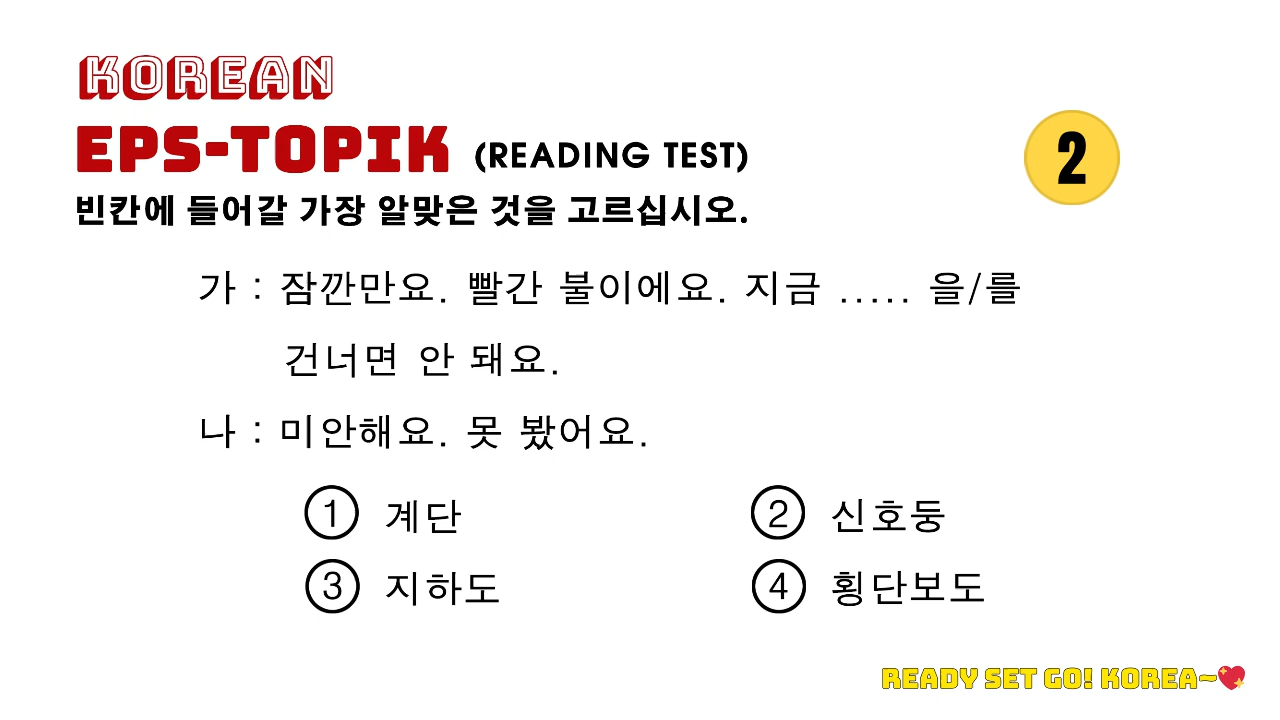 KOREAN
EPS-TOPIK (READING TEST)
2
빈칸에 들어갈 가장 알맞은 것을 고르십시오.
가 : 잠깐만요. 빨간 불이에요. 지금 ..... 을/를
건너면 안 돼요.
나 : 미안해요. 못 봤어요.
① 계단 ② 신호둥
③ 지하도 ④ 횡단보도
READY SET GO! KOREA~💖